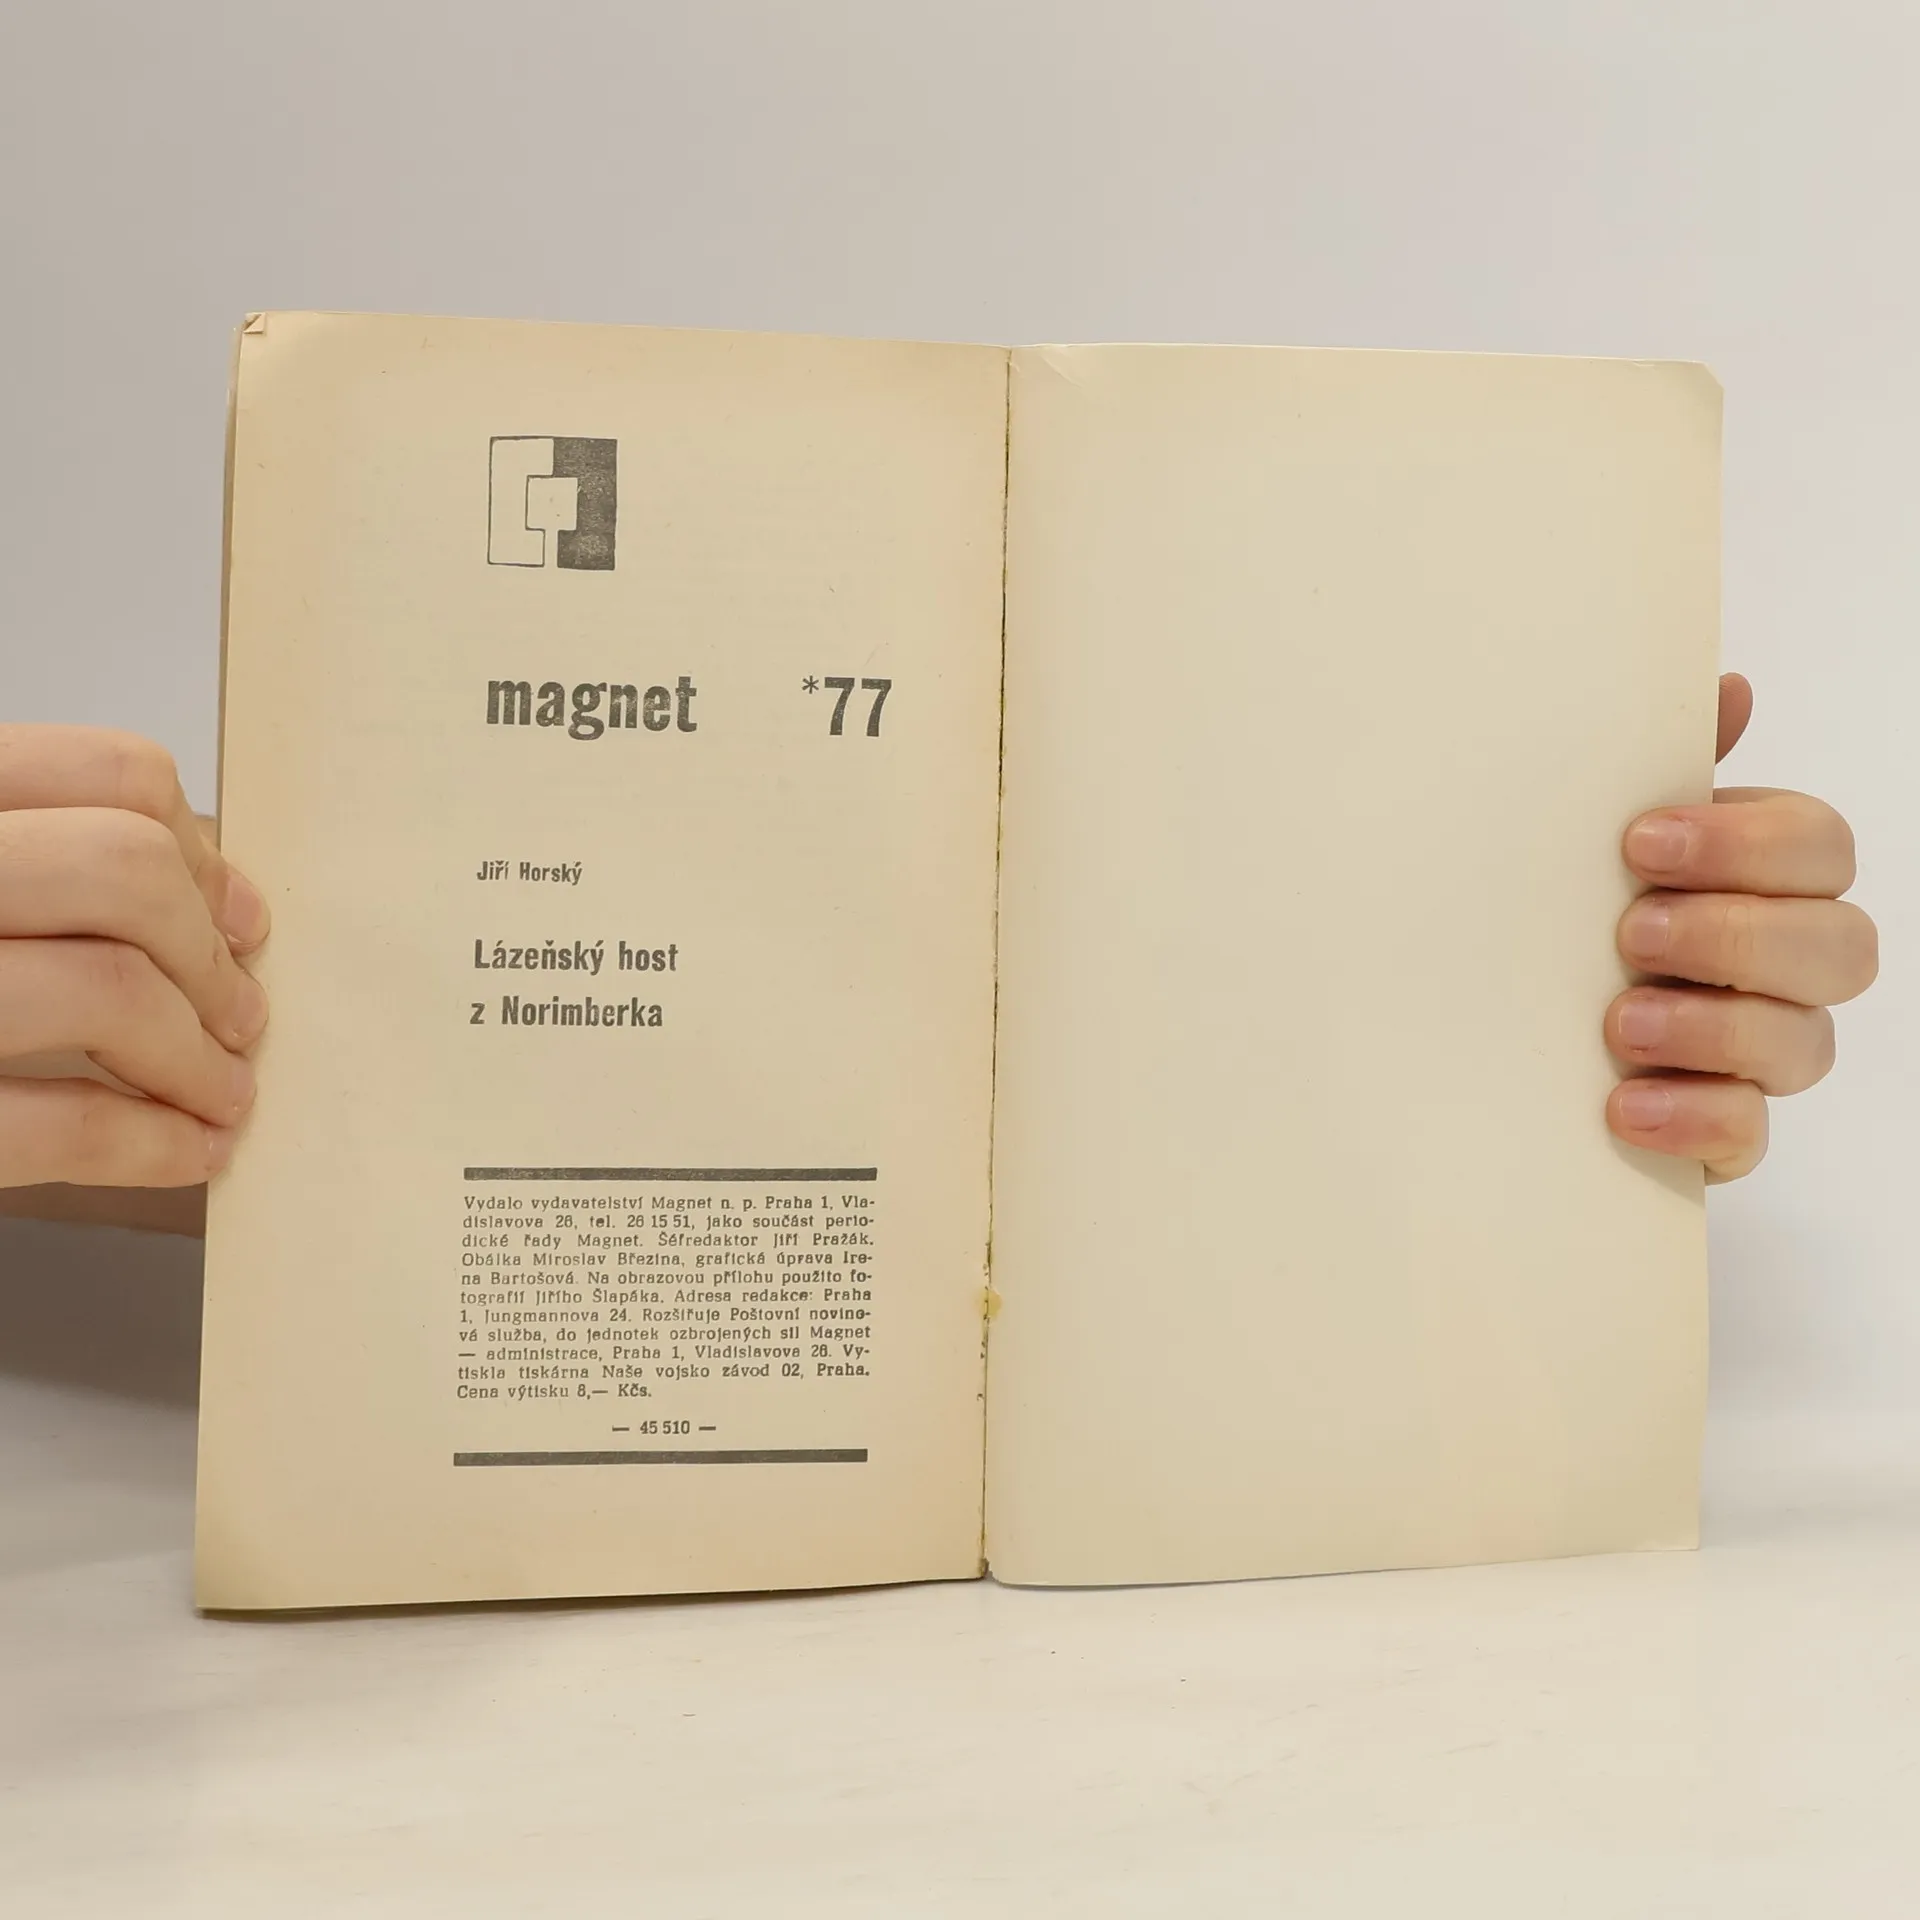 magnet *77
Jiří Horský
Lázeňský host
z Norimberka
Vydalo vydavatelství Magnet n. p. Praha 1, Vla-
dislavova 26, tel. 26 15 51, jako součást perio-
dické řady Magnet. Šéfredaktor Jiří Pražák.
Obálka Miroslav Březina, grafická úprava Ire-
na Bartošová. Na obrazovou přílohu použito fo-
tografií Jiřího Šlapáka. Adresa redakce: Praha
1, Jungmannova 24. Rozšiřuje Poštovní novino-
vá služba, do jednotek ozbrojených sil Magnet
— administrace, Praha 1, Vladislavova 26. Vy-
tiskla tiskárna Naše vojsko závod 02, Praha.
Cena výtisku 8,— Kčs.
— 45 510 —